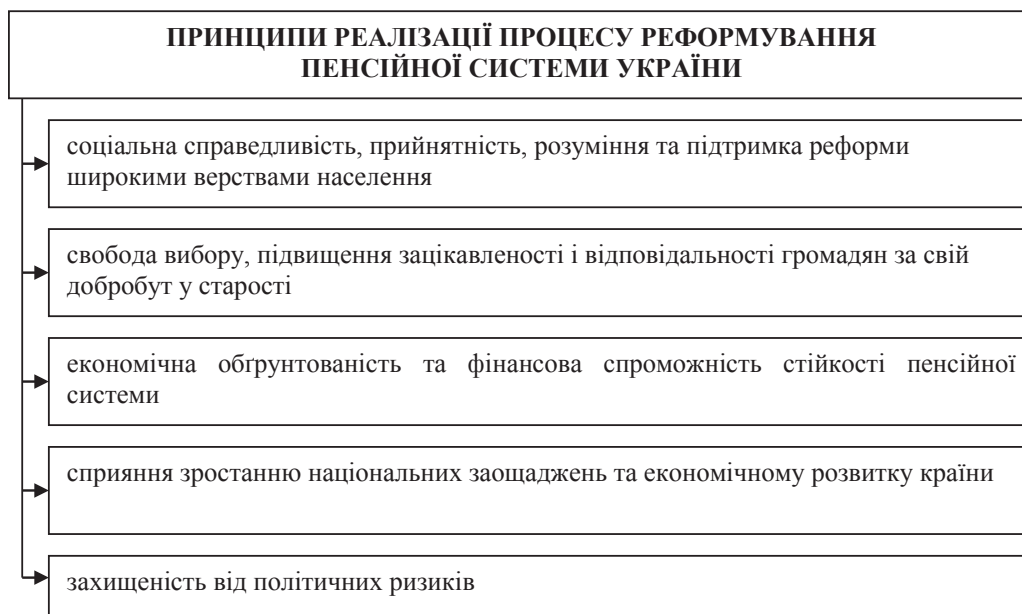 ПРИНЦИПИ РЕАЛІЗАЦІЇ ПРОЦЕСУ РЕФОРМУВАННЯ
ПЕНСІЙНОЇ СИСТЕМИ УКРАЇНИ
соціальна справедливість, прийнятність, розуміння та підтримка реформи
широкими верствами населення
свобода вибору, підвищення зацікавленості і відповідальності громадян за свій
добробут у старості
економічна обґрунтованість та фінансова спроможність стійкості пенсійної
системи
сприяння зростанню національних заощаджень та економічному розвитку країни
захищеність від політичних ризиків